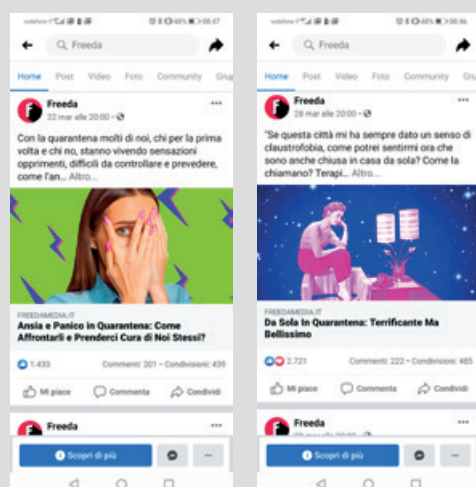 08:47
Freeda
Home Post Video Foto Community Gru
Freeda
22 mar alle 20:00
Con la quarantena molti di noi, chi per la prima
volta e chi no, stanno vivendo sensazioni
opprimenti, difficili da controllare e prevedere,
come l'an... Altro...
FREEDAMEDIA.IT
Ansia e Panico in Quarantena: Come
Affrontarli e Prenderci Cura di Noi Stessi?
1.433 Commenti: 201 • Condivisioni: 439
Mi piace Commenta Condividi
Freeda
Scopri di più
Freeda
Home Post Video Foto Community Gru
Freeda
28 mar alle 20:00
"Se questa città mi ha sempre dato un senso di
claustrofobia, come potrei sentirmi ora che
sono anche chiusa in casa da sola? Come la
chiamano? Terapi... Altro...
FREEDAMEDIA.IT
Da Sola In Quarantena: Terrificante Ma
Bellissimo
2.721 Commenti: 222 • Condivisioni: 485
Mi piace Commenta Condividi
Freeda
Scopri di più